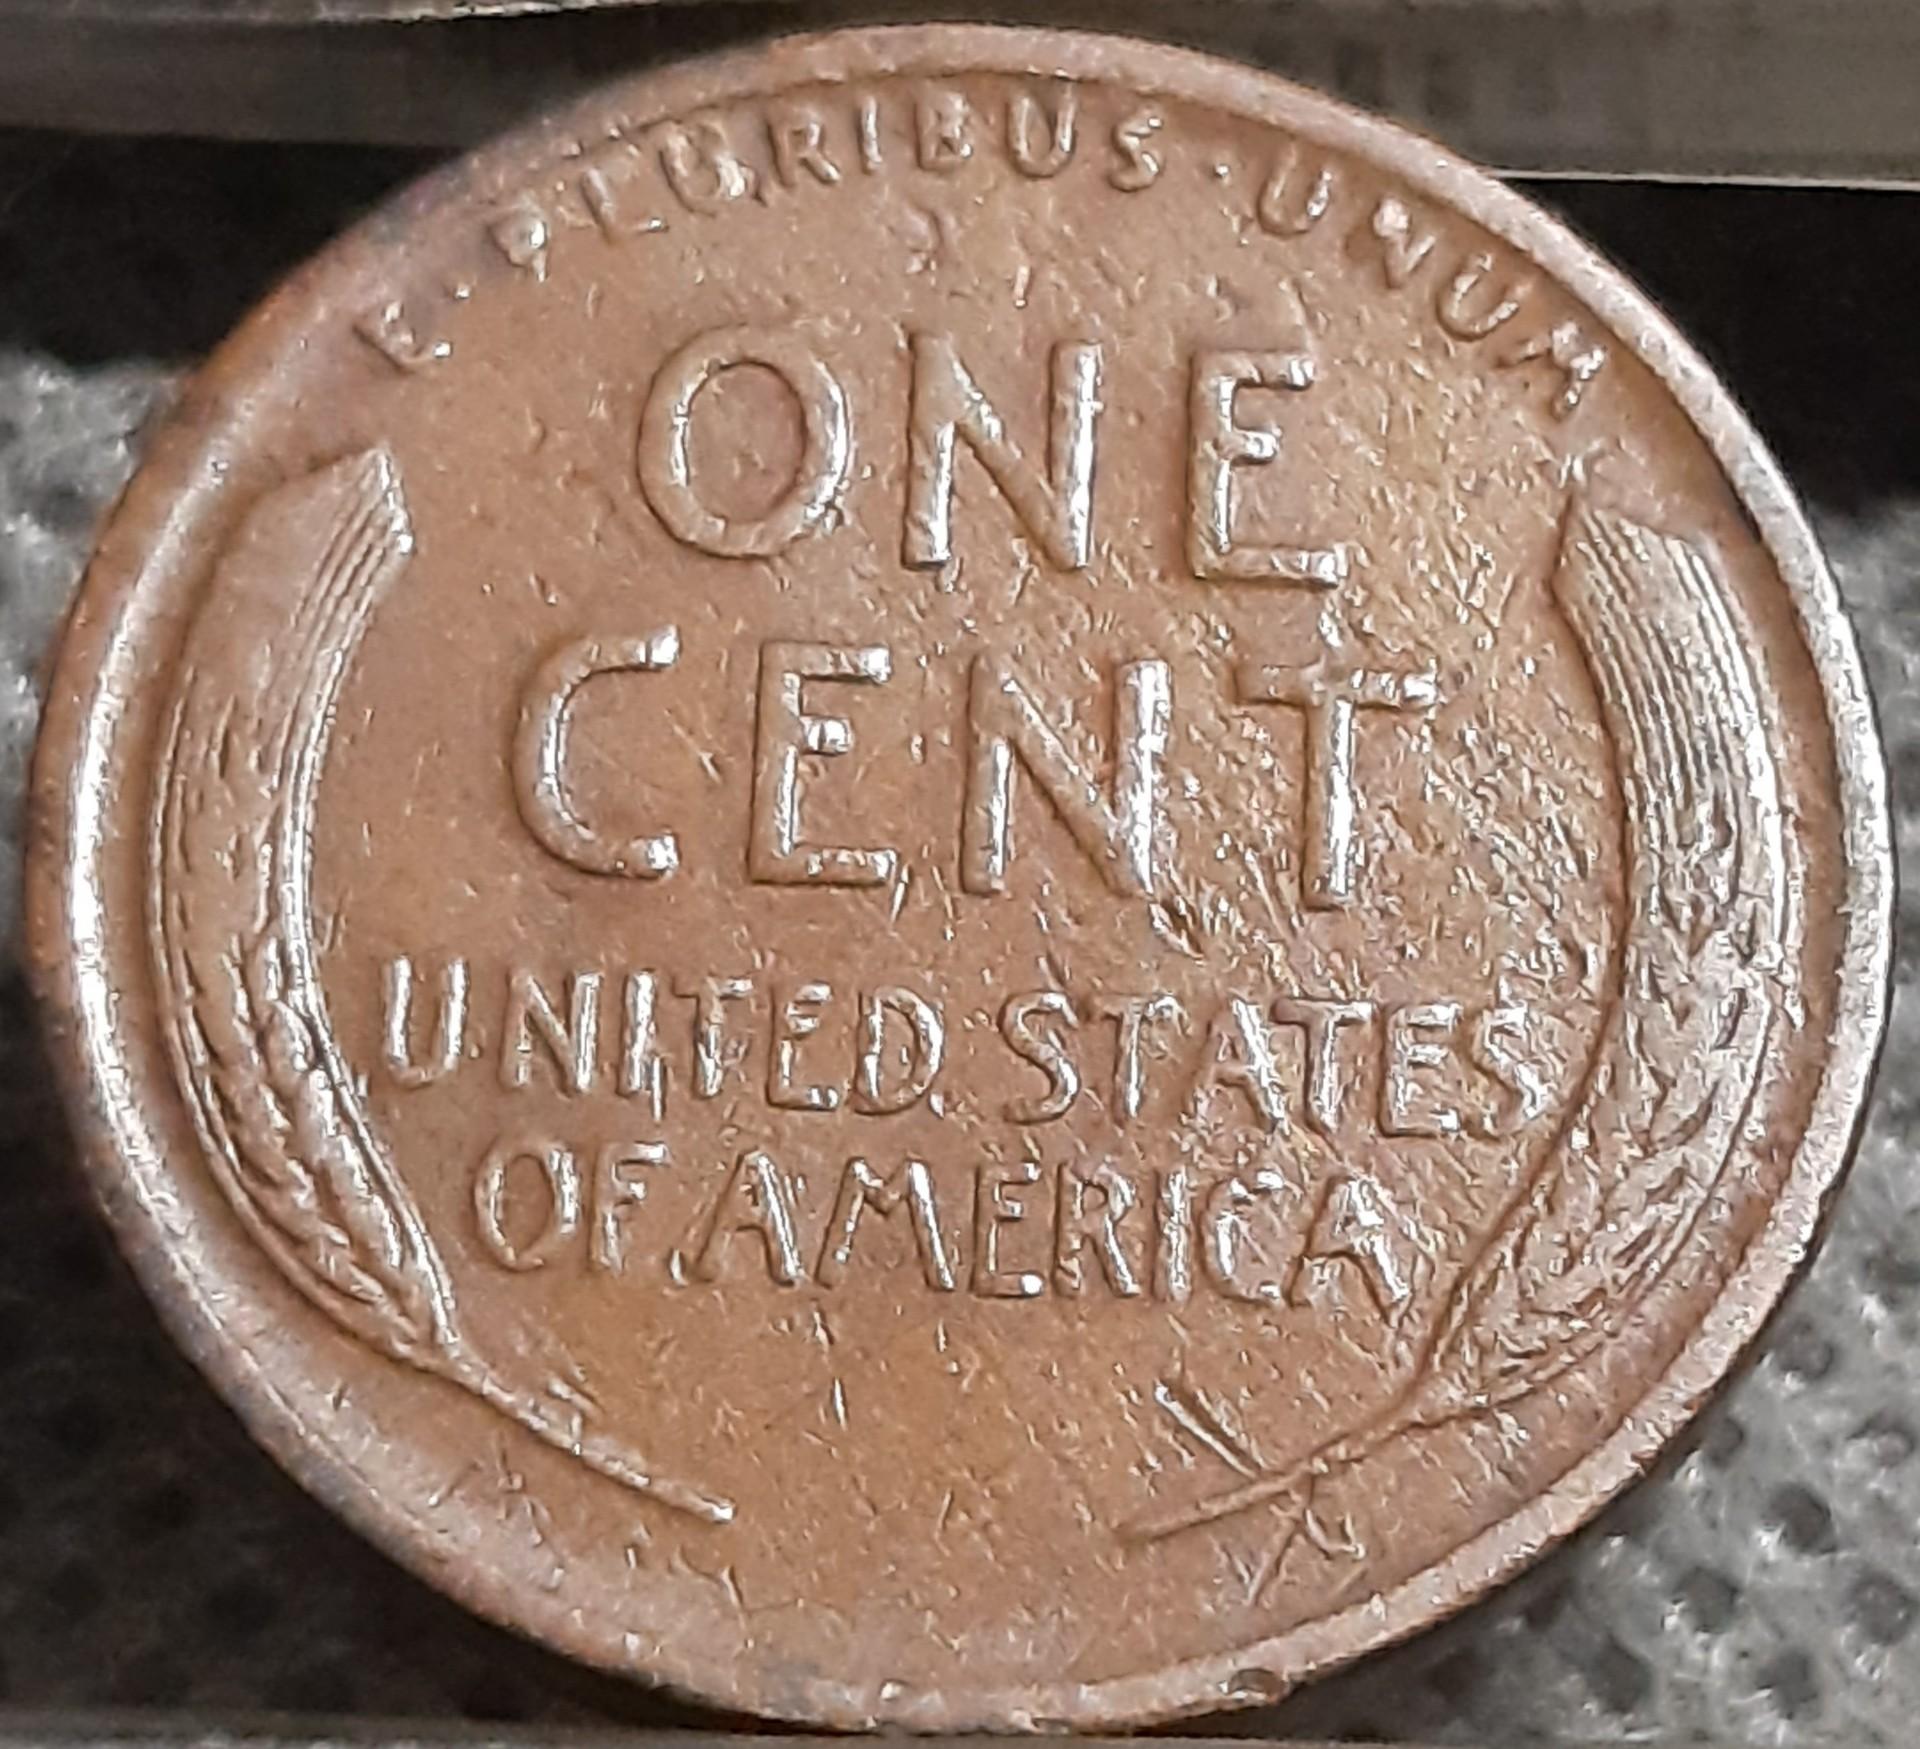 E · PLURIBUS · UNUM
ONE
CENT
UNITED STATES
OF AMERICA